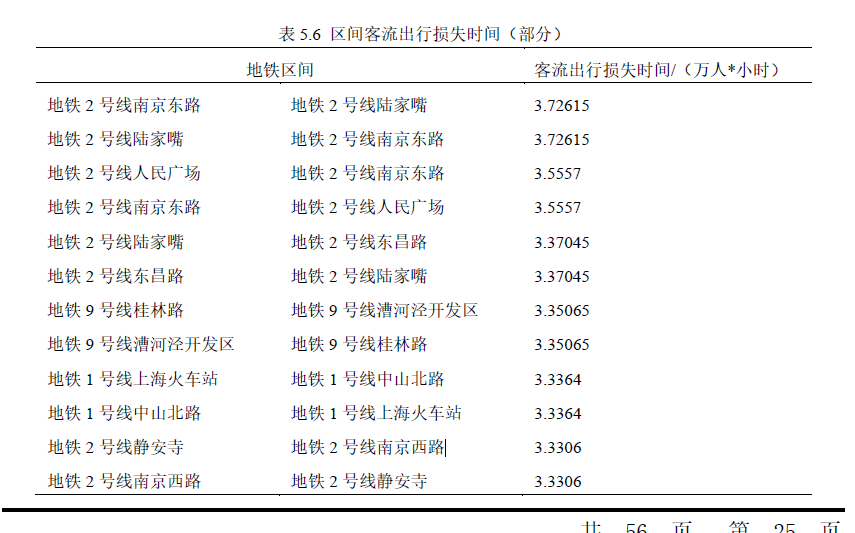 表 5.6 区间客流出行损失时间（部分）
地铁区间 客流出行损失时间/（万人*小时）
地铁 2 号线南京东路 地铁 2 号线陆家嘴 3.72615
地铁 2 号线陆家嘴 地铁 2 号线南京东路 3.72615
地铁 2 号线人民广场 地铁 2 号线南京东路 3.5557
地铁 2 号线南京东路 地铁 2 号线人民广场 3.5557
地铁 2 号线陆家嘴 地铁 2 号线东昌路 3.37045
地铁 2 号线东昌路 地铁 2 号线陆家嘴 3.37045
地铁 9 号线桂林路 地铁 9 号线漕河泾开发区 3.35065
地铁 9 号线漕河泾开发区 地铁 9 号线桂林路 3.35065
地铁 1 号线上海火车站 地铁 1 号线中山北路 3.3364
地铁 1 号线中山北路 地铁 1 号线上海火车站 3.3364
地铁 2 号线静安寺 地铁 2 号线南京西路 3.3306
地铁 2 号线南京西路 地铁 2 号线静安寺 3.3306
共 56 页 第 25 页